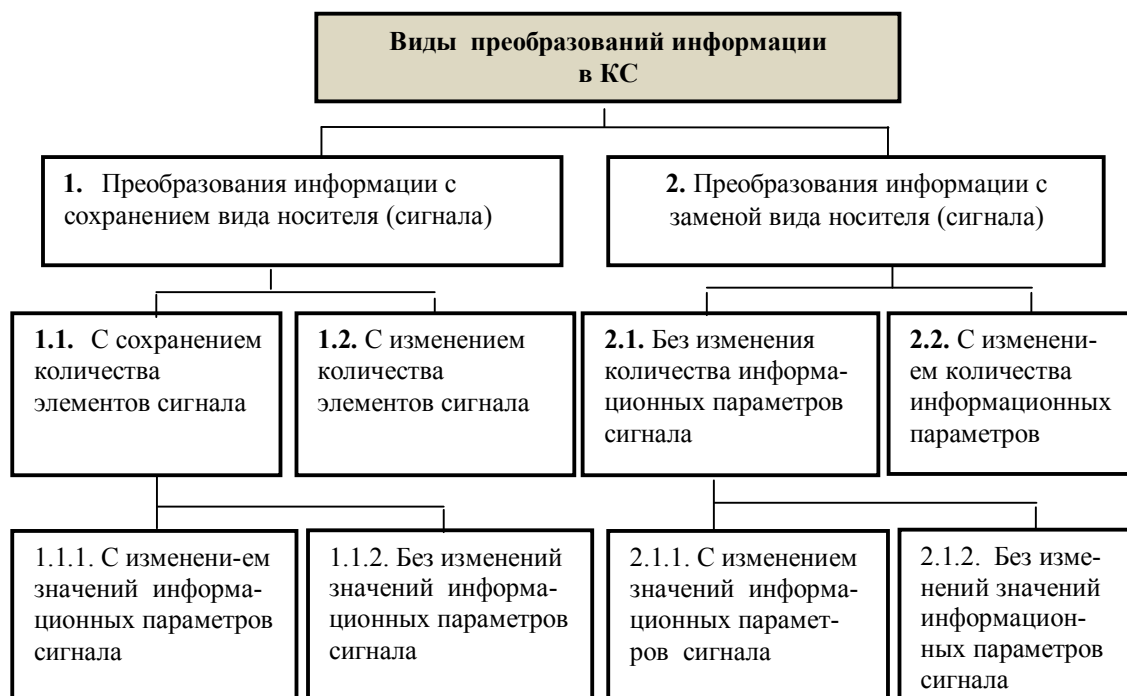 Виды преобразований информации
в КС
1. Преобразования информации с
сохранением вида носителя (сигнала)
2. Преобразования информации с
заменой вида носителя (сигнала)
1.1. С сохранением
количества
элементов сигнала
1.2. С изменением
количества
элементов сигнала
2.1. Без изменения
количества информа-
ционных параметров
сигнала
2.2. С изменени-
ем количества
информационных
параметров
1.1.1. С изменени-ем
значений информа-
ционных параметров
сигнала
1.1.2. Без изменений
значений информа-
ционных параметров
сигнала
2.1.1. С изменением
значений информа-
ционных парамет-
ров сигнала
2.1.2. Без изме-
нений значений
информацион-
ных параметров
сигнала